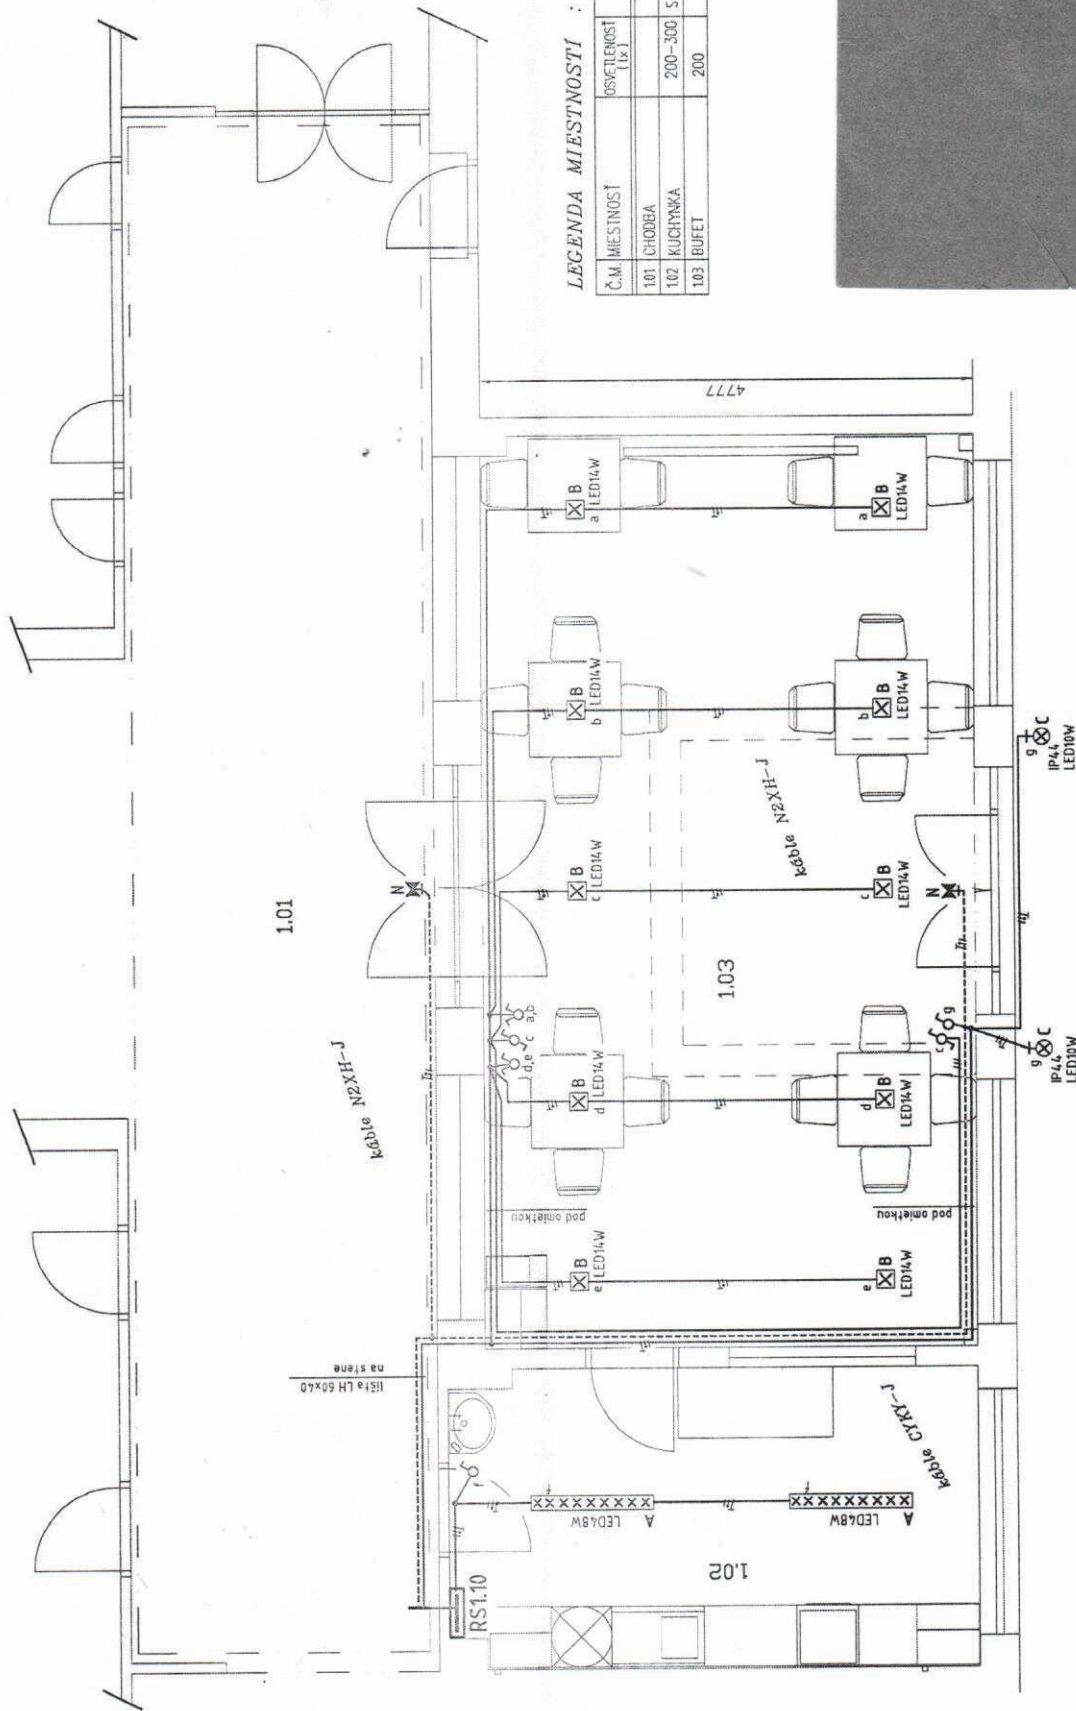 LEGENDA MIESTNOSTÍ :
Č.M. MIESTNOSŤ OSVETLENOSŤ (lx)
1.01 CHODBA
1.02 KUCHYNKA 200-300 S
1.03 BUFET 200
4777
1.01
N
káble N2XH-J
lišta LH 60x40
na stene
a B LED14W
b B LED14W
c B LED14W
d B LED14W
e B LED14W
a,b
c
d,e
káble N2XH-J
1.03
pod omietkou
pod omietkou
a B
LED14W
b B
LED14W
c B
LED14W
d B
LED14W
e B
LED14W
N
c g
g C
IP44
LED10W
g C
IP44
LED10W
f
RS1.10
f
A LED48W
f
A LED48W
káble CYKY-J
1.02